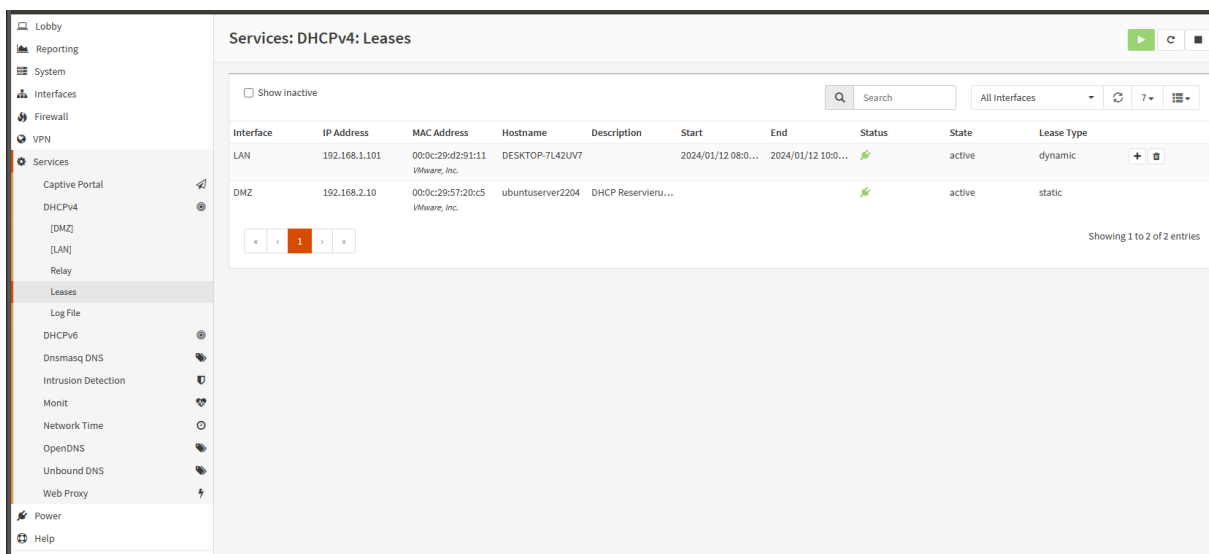 Lobby
Reporting
System
Interfaces
Firewall
VPN
Services
Captive Portal
DHCPv4
[DMZ]
[LAN]
Relay
Leases
Log File
DHCPv6
Dnsmasq DNS
Intrusion Detection
Monit
Network Time
OpenDNS
Unbound DNS
Web Proxy
Power
Help
Services: DHCPv4: Leases
Show inactive
Search
All Interfaces
7
Interface IP Address MAC Address Hostname Description Start End Status State Lease Type
LAN 192.168.1.101 00:0c:29:d2:91:11 DESKTOP-7L42UV7 2024/01/12 08:0... 2024/01/12 10:0... active dynamic
VMware, Inc.
DMZ 192.168.2.10 00:0c:29:57:20:c5 ubuntuserver2204 DHCP Reservieru... active static
VMware, Inc.
« ‹ 1 › »
Showing 1 to 2 of 2 entries